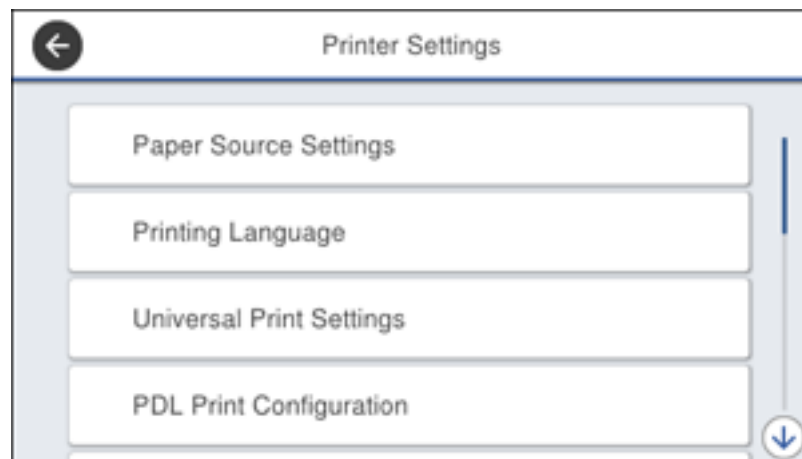 Printer Settings
Paper Source Settings
Printing Language
Universal Print Settings
PDL Print Configuration